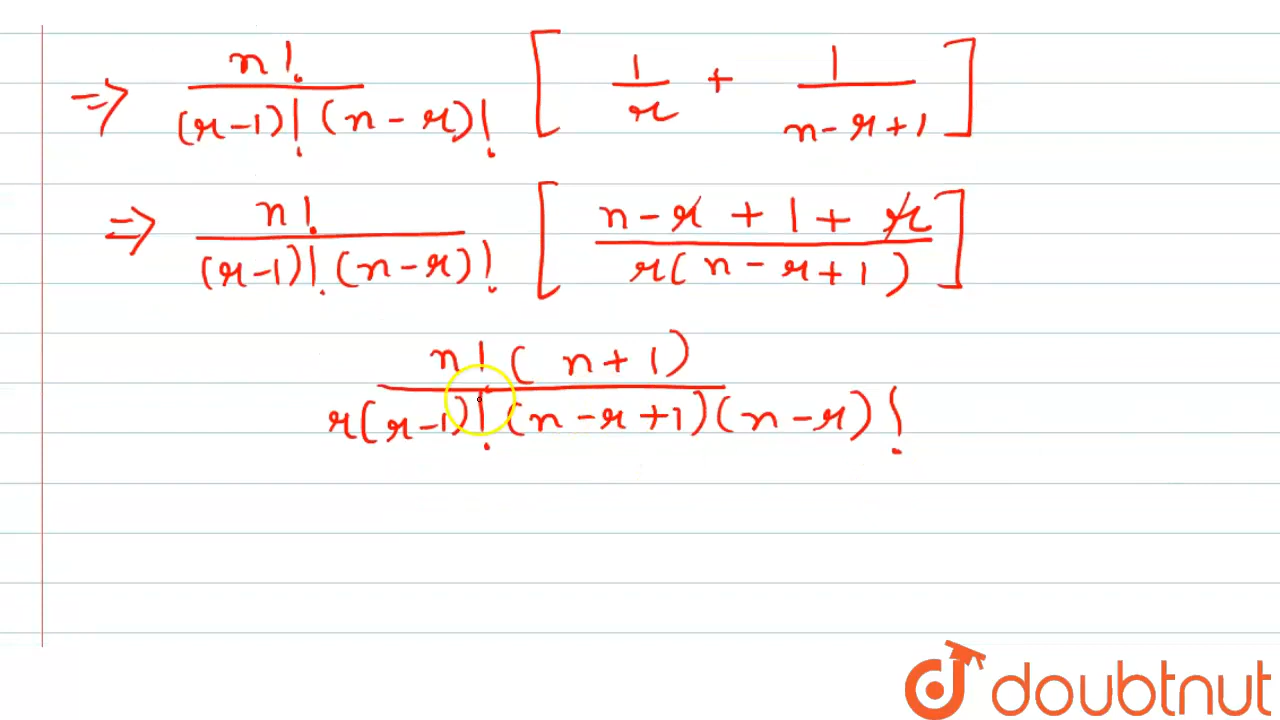 ⇒ n! / (r-1)! (n-r)! [ 1/r + 1/(n-r+1) ]
⇒ n! / (r-1)! (n-r)! [ n-r+1+r / r(n-r+1) ]
n! (n+1) / r(r-1)! (n-r+1)(n-r)!
doubtnut